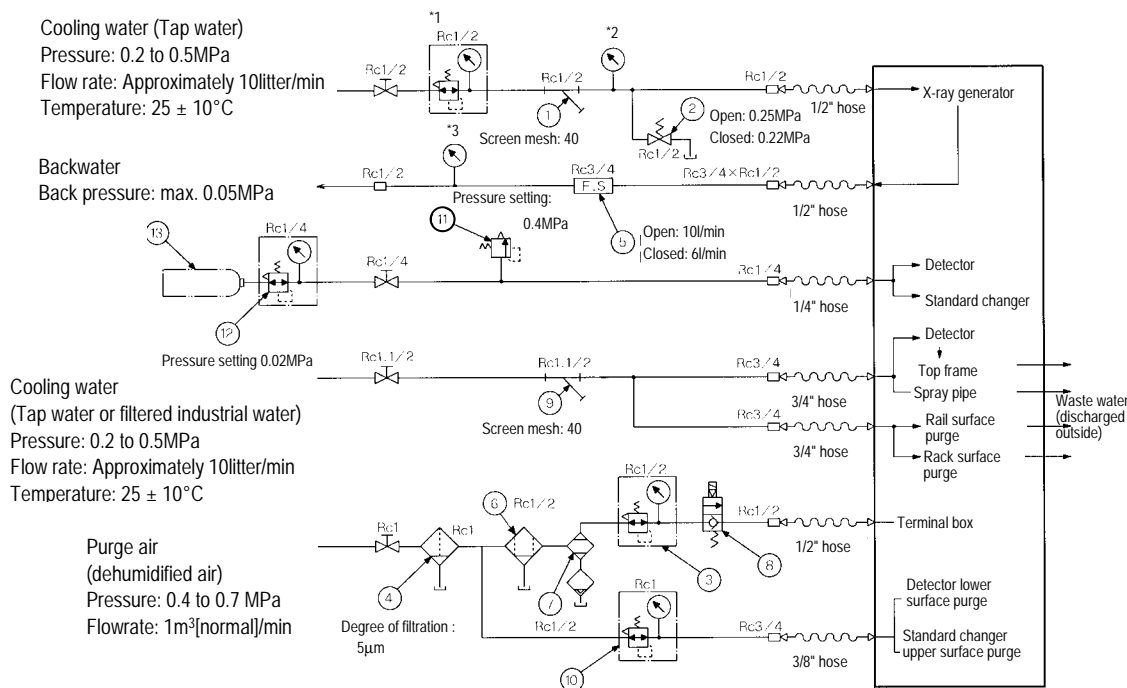 Cooling water (Tap water)
Pressure: 0.2 to 0.5MPa
Flow rate: Approximately 10litter/min
Temperature: 25 ± 10°C
*1
Rc1/2
Rc1/2
1
Screen mesh: 40
*2
2
Open: 0.25MPa
Closed: 0.22MPa
Rc1/2
Rc1/2
1/2" hose
X-ray generator
Backwater
Back pressure: max. 0.05MPa
Rc1/2
*3
Rc3/4
F.S
5
Open: 10l/min
Closed: 6l/min
Rc3/4×Rc1/2
1/2" hose
Pressure setting:
0.4MPa
11
13
Rc1/4
12
Pressure setting 0.02MPa
Rc1/4
Rc1/4
1/4" hose
Detector
Standard changer
Cooling water
(Tap water or filtered industrial water)
Pressure: 0.2 to 0.5MPa
Flow rate: Approximately 10litter/min
Temperature: 25 ± 10°C
Rc1.1/2
Rc1.1/2
9
Screen mesh: 40
Rc3/4
3/4" hose
Detector
Top frame
Spray pipe
Rc3/4
3/4" hose
Rail surface
purge
Rack surface
purge
Waste water
(discharged
outside)
Purge air
(dehumidified air)
Pressure: 0.4 to 0.7 MPa
Flowrate: 1m³[normal]/min
Rc1
4
Rc1
Degree of filtration :
5μm
6
Rc1/2
7
Rc1/2
3
8
Rc1/2
1/2" hose
Terminal box
Rc1/2
Rc1
10
Rc3/4
3/8" hose
Detector lower
surface purge
Standard changer
upper surface purge